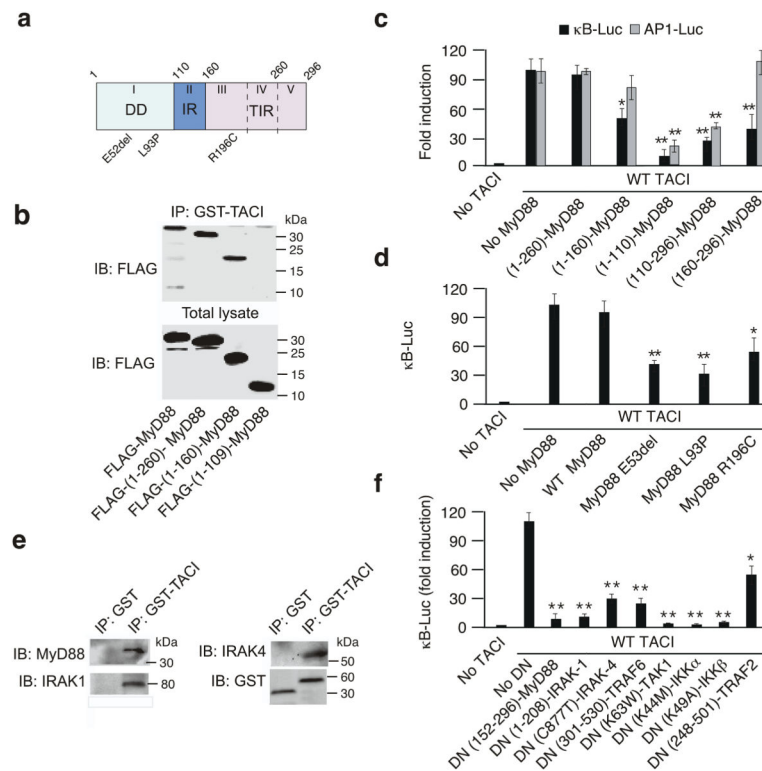 a
1 110 160 260 296
I II III IV V
DD IR TIR
E52del L93P R196C
b
IP: GST-TACI
kDa
IB: FLAG
30
25
15
10
Total lysate
IB: FLAG
30
25
15
10
FLAG-MyD88
FLAG-(1-260)- MyD88
FLAG-(1-160)-MyD88
FLAG-(1-109)-MyD88
c
κB-Luc AP1-Luc
Fold induction
120
90
60
30
0
* ** ** ** ** **
WT TACI
No TACI
No MyD88
(1-260)-MyD88
(1-160)-MyD88
(1-110)-MyD88
(110-296)-MyD88
(160-296)-MyD88
d
κB-Luc
120
90
60
30
0
** ** *
WT TACI
No TACI
No MyD88
WT MyD88
MyD88 E53del
MyD88 L93P
MyD88 R196C
e
IP: GST
IP: GST-TACI
kDa
IB: MyD88
30
IB: IRAK1
80
IP: GST
IP: GST-TACI
kDa
IB: IRAK4
50
IB: GST
60
30
f
κB-Luc (fold induction)
120
90
60
30
0
** ** ** ** ** ** ** *
WT TACI
No TACI
No DN
DN (152-296)-MyD88
DN (1-208)-IRAK-1
DN (C877T)-IRAK-4
DN (301-530)-TRAF6
DN (K63W)-TAK1
DN (K44M)-IKKα
DN (K49A)-IKKβ
DN (248-501)-TRAF2